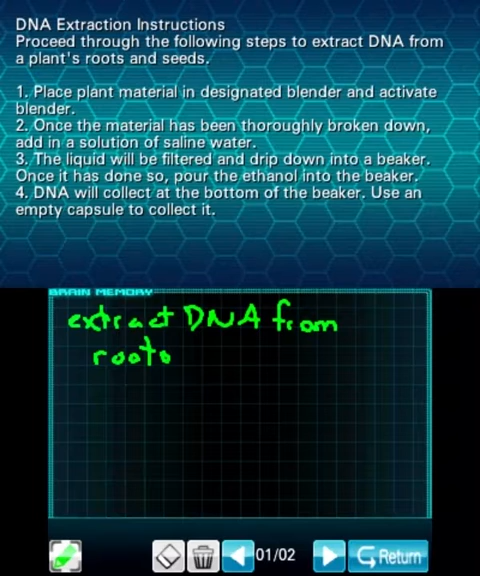 DNA Extraction Instructions
Proceed through the following steps to extract DNA from
a plant's roots and seeds.
1. Place plant material in designated blender and activate
blender.
2. Once the material has been thoroughly broken down,
add in a solution of saline water.
3. The liquid will be filtered and drip down into a beaker.
Once it has done so, pour the ethanol into the beaker.
4. DNA will collect at the bottom of the beaker. Use an
empty capsule to collect it.
BRAIN MEMORY
extract DNA from
roots
01/02
Return